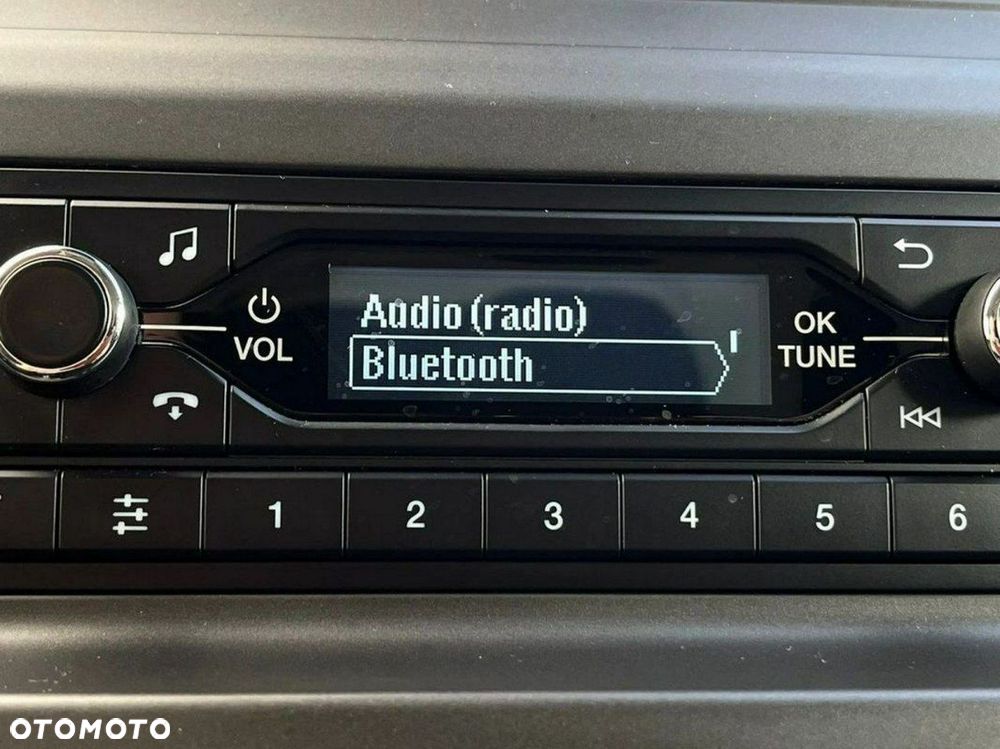 Audio (radio)
Bluetooth
VOL
OK
TUNE
1 2 3 4 5 6
OTOMOTO